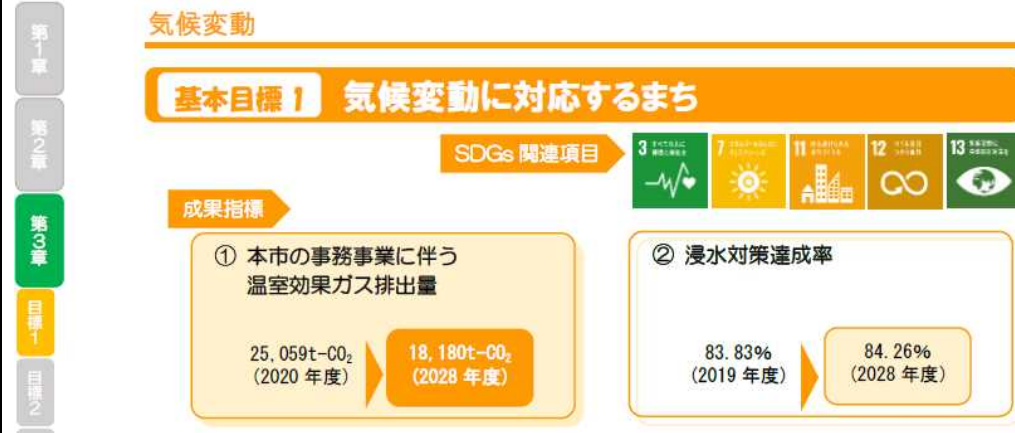 気候変動
基本目標1 気候変動に対応するまち
SDGs 関連項目
3
7
11
12
13
成果指標
① 本市の事務事業に伴う
温室効果ガス排出量
25,059t-CO₂
(2020 年度)
18,180t-CO₂
(2028 年度)
② 浸水対策達成率
83.83%
(2019 年度)
84.26%
(2028 年度)
第1章
第2章
第3章
目標1
目標2